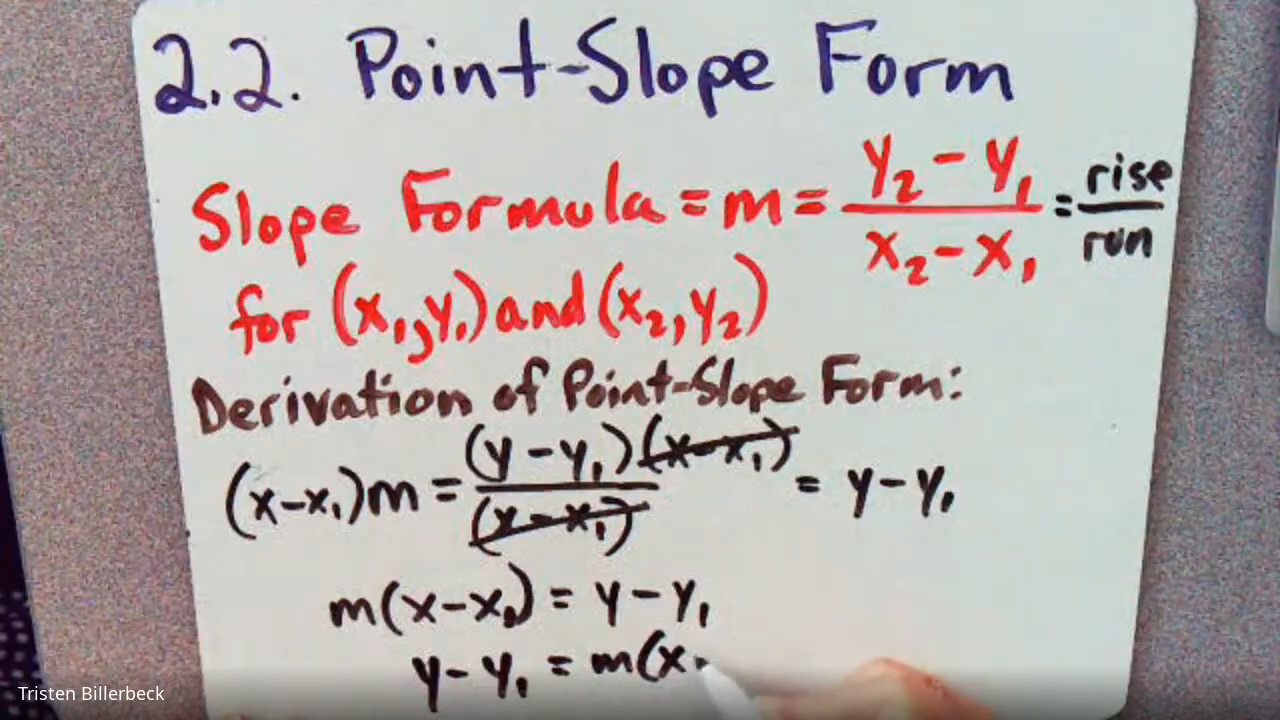 2.2. Point-Slope Form
Slope Formula = m = y₂ - y₁ / x₂ - x₁ = rise / run
for (x₁, y₁) and (x₂, y₂)
Derivation of Point-Slope Form:
(x-x₁)m = (y-y₁)(x-x₁) / (x-x₁) = y-y₁
m(x-x₁) = y-y₁
y-y₁ = m(x-
Tristen Billerbeck